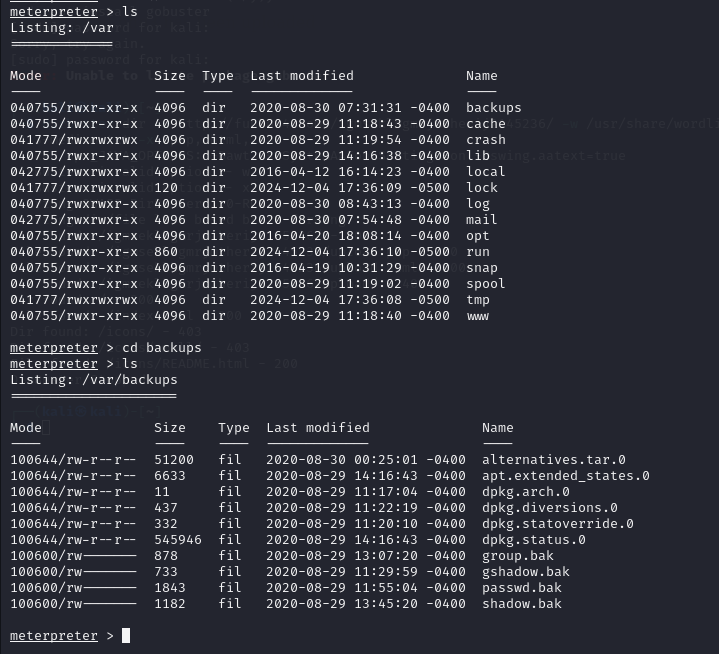 meterpreter > ls
Listing: /var
=============
Mode Size Type Last modified Name
---- ---- ---- ------------- ----
040755/rwxr-xr-x 4096 dir 2020-08-30 07:31:31 -0400 backups
040755/rwxr-xr-x 4096 dir 2020-08-29 11:18:43 -0400 cache
041777/rwxrwxrwx 4096 dir 2020-08-29 11:19:54 -0400 crash
040755/rwxr-xr-x 4096 dir 2020-08-29 14:16:38 -0400 lib
042775/rwxrwxr-x 4096 dir 2016-04-12 16:14:23 -0400 local
041777/rwxrwxrwx 120 dir 2024-12-04 17:36:09 -0500 lock
040775/rwxrwxr-x 4096 dir 2020-08-30 08:43:13 -0400 log
042775/rwxrwxr-x 4096 dir 2020-08-30 07:54:48 -0400 mail
040755/rwxr-xr-x 4096 dir 2016-04-20 18:08:14 -0400 opt
040755/rwxr-xr-x 860 dir 2024-12-04 17:36:10 -0500 run
040755/rwxr-xr-x 4096 dir 2016-04-19 10:31:29 -0400 snap
040755/rwxr-xr-x 4096 dir 2020-08-29 11:19:02 -0400 spool
041777/rwxrwxrwx 4096 dir 2024-12-04 17:36:08 -0500 tmp
040755/rwxr-xr-x 4096 dir 2020-08-29 11:18:40 -0400 www
meterpreter > cd backups
meterpreter > ls
Listing: /var/backups
=====================
Mode Size Type Last modified Name
---- ---- ---- ------------- ----
100644/rw-r--r-- 51200 fil 2020-08-30 00:25:01 -0400 alternatives.tar.0
100644/rw-r--r-- 6633 fil 2020-08-29 14:16:43 -0400 apt.extended_states.0
100644/rw-r--r-- 11 fil 2020-08-29 11:17:04 -0400 dpkg.arch.0
100644/rw-r--r-- 437 fil 2020-08-29 11:22:19 -0400 dpkg.diversions.0
100644/rw-r--r-- 332 fil 2020-08-29 11:20:10 -0400 dpkg.statoverride.0
100644/rw-r--r-- 545946 fil 2020-08-29 14:16:43 -0400 dpkg.status.0
100600/rw------- 878 fil 2020-08-29 13:07:20 -0400 group.bak
100600/rw------- 733 fil 2020-08-29 11:29:59 -0400 gshadow.bak
100600/rw------- 1843 fil 2020-08-29 11:55:04 -0400 passwd.bak
100600/rw------- 1182 fil 2020-08-29 13:45:20 -0400 shadow.bak
meterpreter >